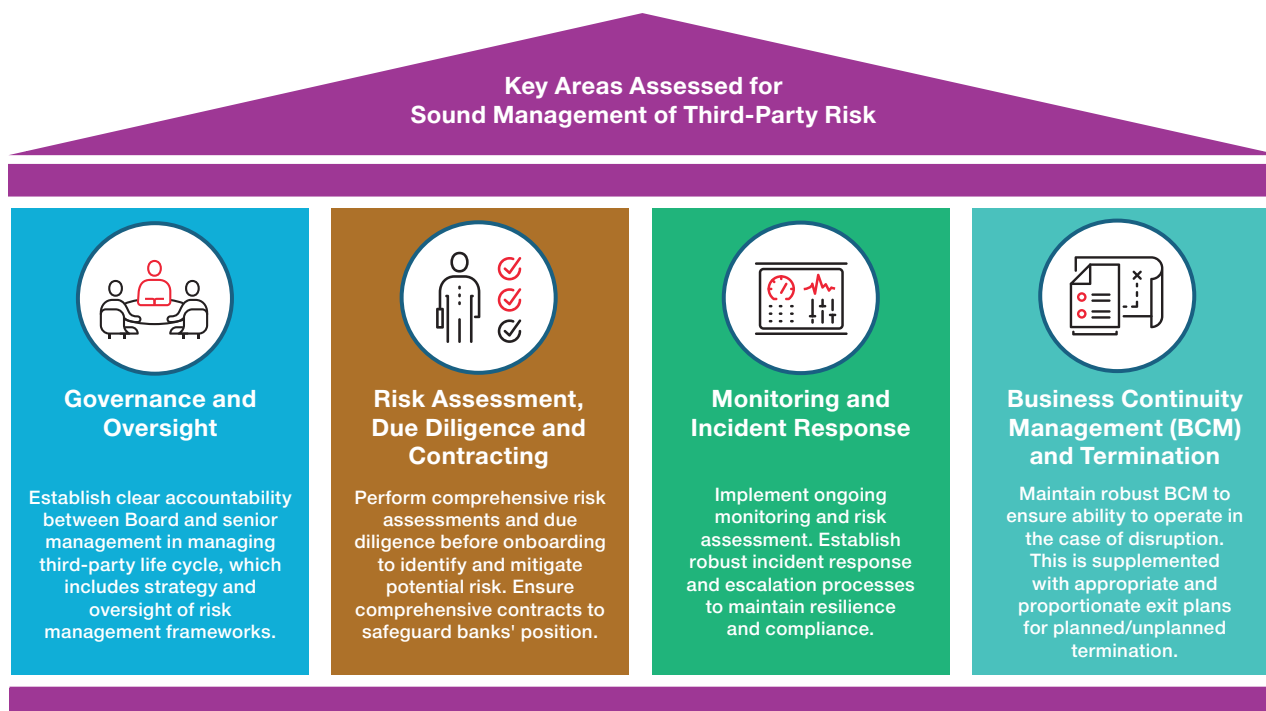 Key Areas Assessed for
Sound Management of Third-Party Risk
Governance and
Oversight
Establish clear accountability
between Board and senior
management in managing
third-party life cycle, which
includes strategy and
oversight of risk
management frameworks.
Risk Assessment,
Due Diligence and
Contracting
Perform comprehensive risk
assessments and due
diligence before onboarding
to identify and mitigate
potential risk. Ensure
comprehensive contracts to
safeguard banks' position.
Monitoring and
Incident Response
Implement ongoing
monitoring and risk
assessment. Establish
robust incident response
and escalation processes
to maintain resilience
and compliance.
Business Continuity
Management (BCM)
and Termination
Maintain robust BCM to
ensure ability to operate in
the case of disruption.
This is supplemented
with appropriate and
proportionate exit plans
for planned/unplanned
termination.